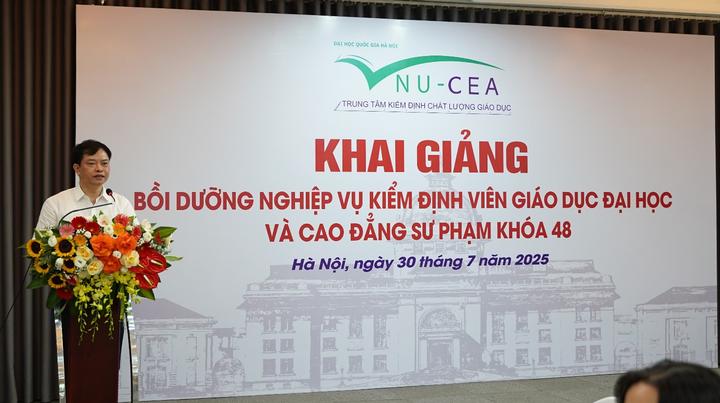 ĐẠI HỌC QUỐC GIA HÀ NỘI
VNU-CEA
TRUNG TÂM KIỂM ĐỊNH CHẤT LƯỢNG GIÁO DỤC
KHAI GIẢNG
BỒI DƯỠNG NGHIỆP VỤ KIỂM ĐỊNH VIÊN GIÁO DỤC ĐẠI HỌC
VÀ CAO ĐẲNG SƯ PHẠM KHÓA 48
Hà Nội, ngày 30 tháng 7 năm 2025